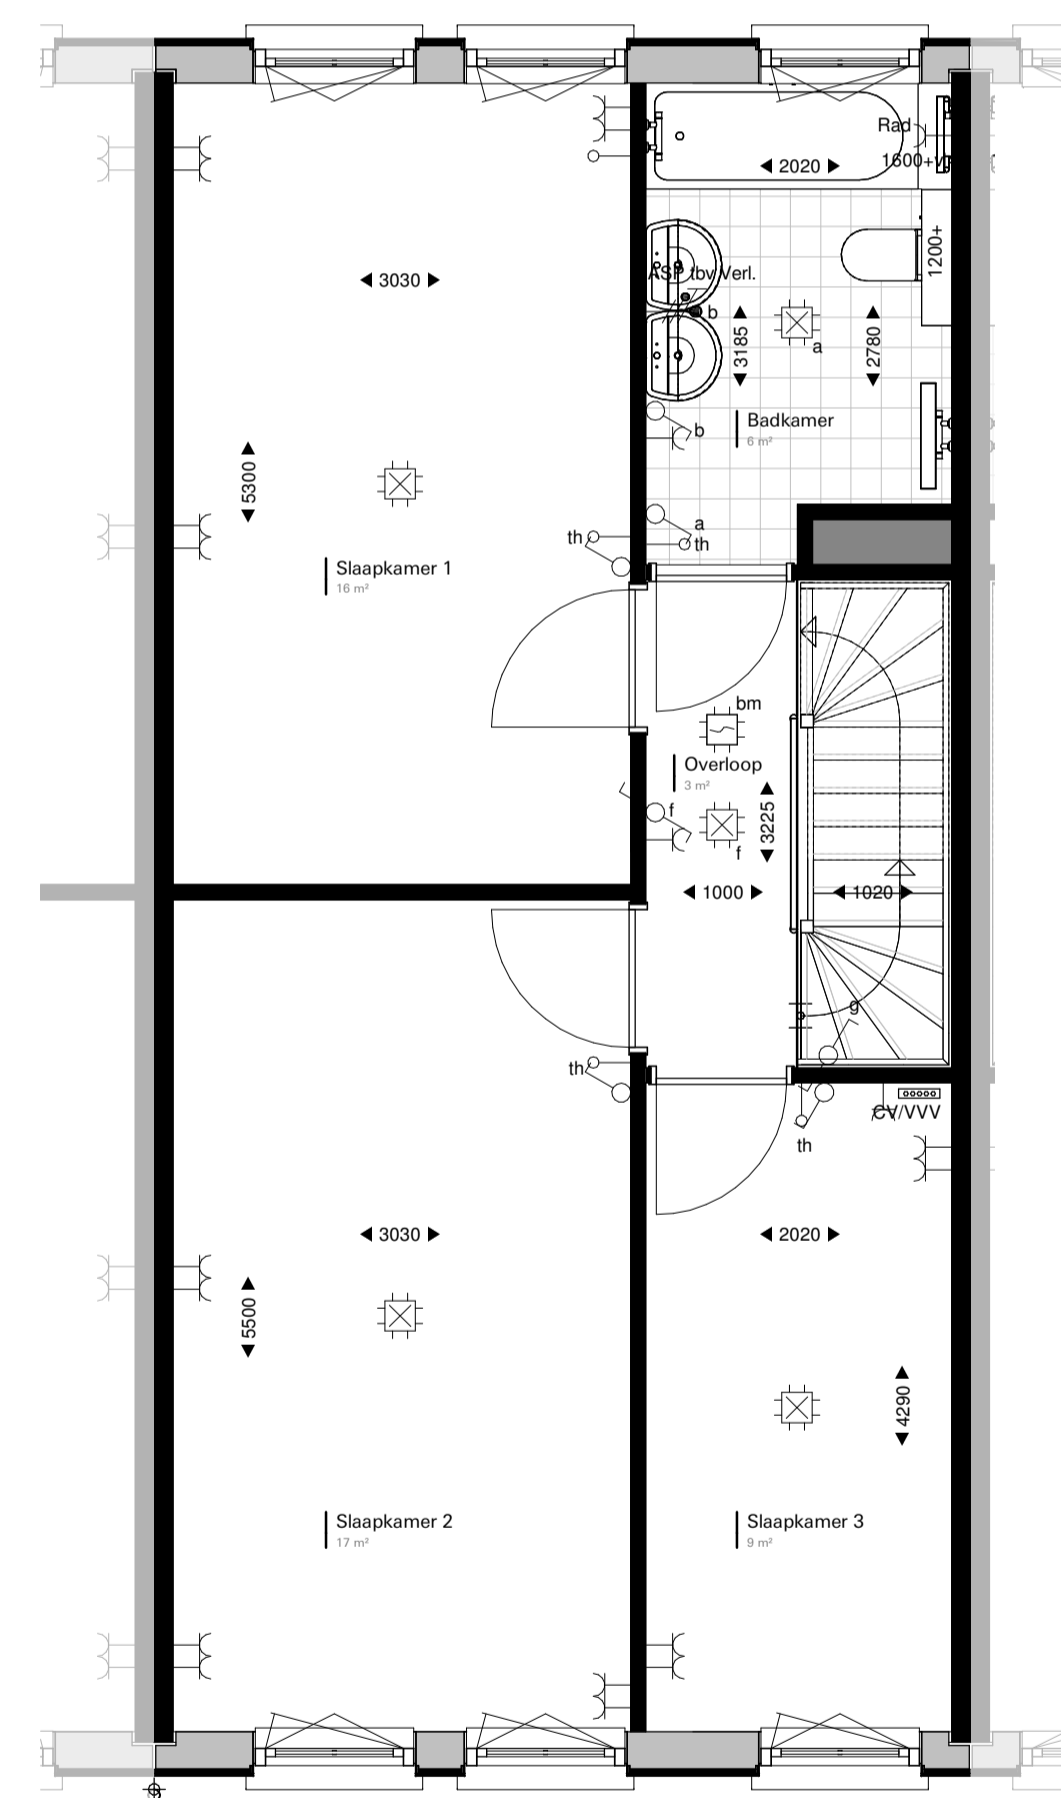 Rad
1600+
2020
1200+
3030
ASP tbv Verl.
b
a
3185
2780
Badkamer
6 m²
b
5300
a
th
th
Slaapkamer 1
16 m²
bm
Overloop
3 m²
f
f
3225
1000
1020
g
th
CAI/VVV
th
3030
2020
5500
4290
Slaapkamer 2
17 m²
Slaapkamer 3
9 m²